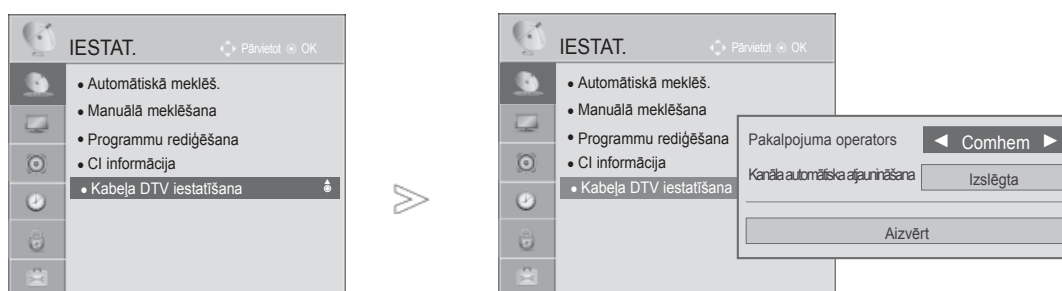 IESTAT.
Pārvietot OK
• Automātiskā meklēš.
• Manuālā meklēšana
• Programmu rediģēšana
• CI informācija
• Kabeļa DTV iestatīšana
IESTAT.
Pārvietot OK
• Automātiskā meklēš.
• Manuālā meklēšana
• Programmu rediģēšana
• CI informācija
• Kabeļa DTV iestatīšana
Pakalpojuma operators ◄ Comhem ►
Kanāla automātiska atjaunināšana Izslēgta
Aizvērt